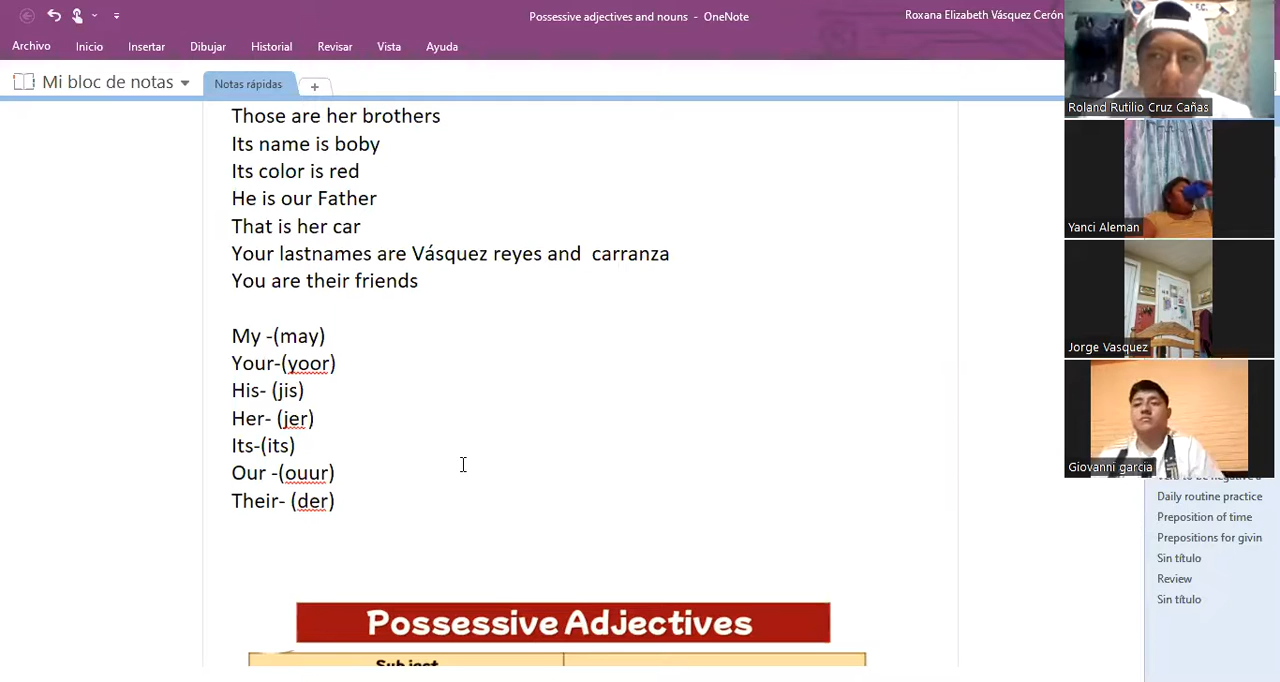 Possessive adjectives and nouns - OneNote
Roxana Elizabeth Vásquez Cerón
Archivo Inicio Insertar Dibujar Historial Revisar Vista Ayuda
Mi bloc de notas
Notas rápidas
Those are her brothers
Its name is boby
Its color is red
He is our Father
That is her car
Your lastnames are Vásquez reyes and carranza
You are their friends
My -(may)
Your-(yoor)
His- (jis)
Her- (jer)
Its-(its)
Our -(ouur)
Their- (der)
Possessive Adjectives
Subject
Roland Rutilio Cruz Cañas
Yanci Aleman
Jorge Vasquez
Giovanni garcia
Daily routine practice
Preposition of time
Prepositions for givin
Sin título
Review
Sin título